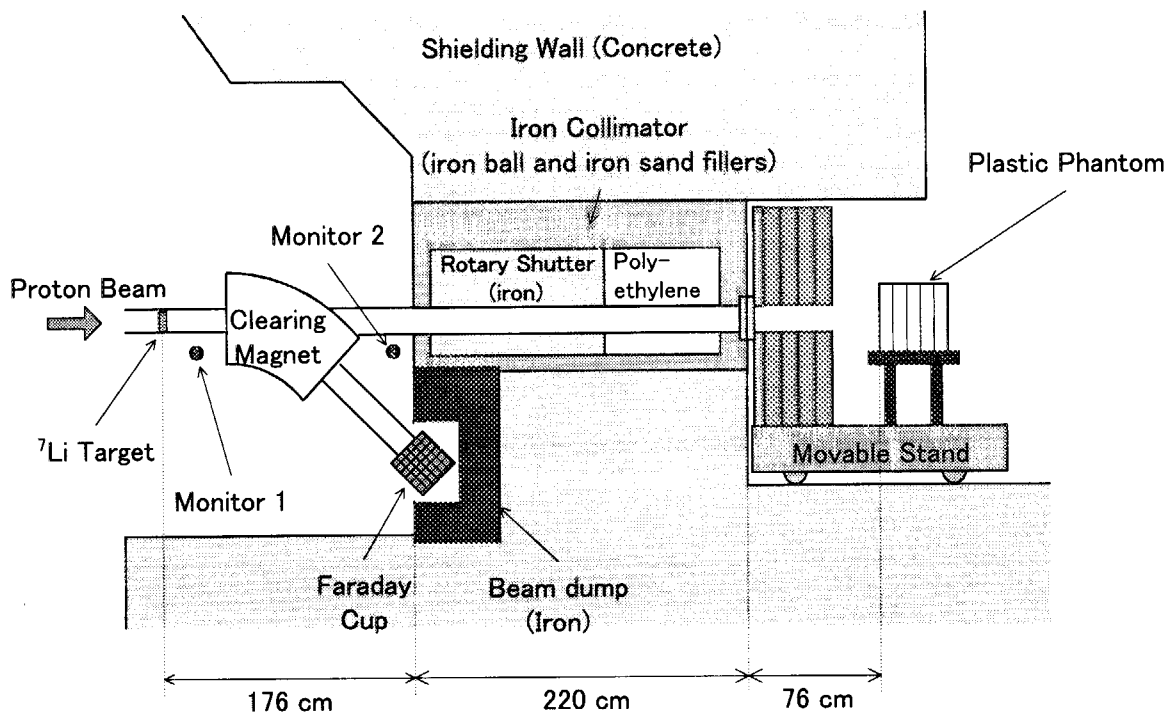 Shielding Wall (Concrete)
Iron Collimator
(iron ball and iron sand fillers)
Plastic Phantom
Monitor 2
Rotary Shutter
(iron)
Poly-
ethylene
Proton Beam
Clearing
Magnet
⁷Li Target
Monitor 1
Movable Stand
Faraday
Cup
Beam dump
(Iron)
176 cm
220 cm
76 cm